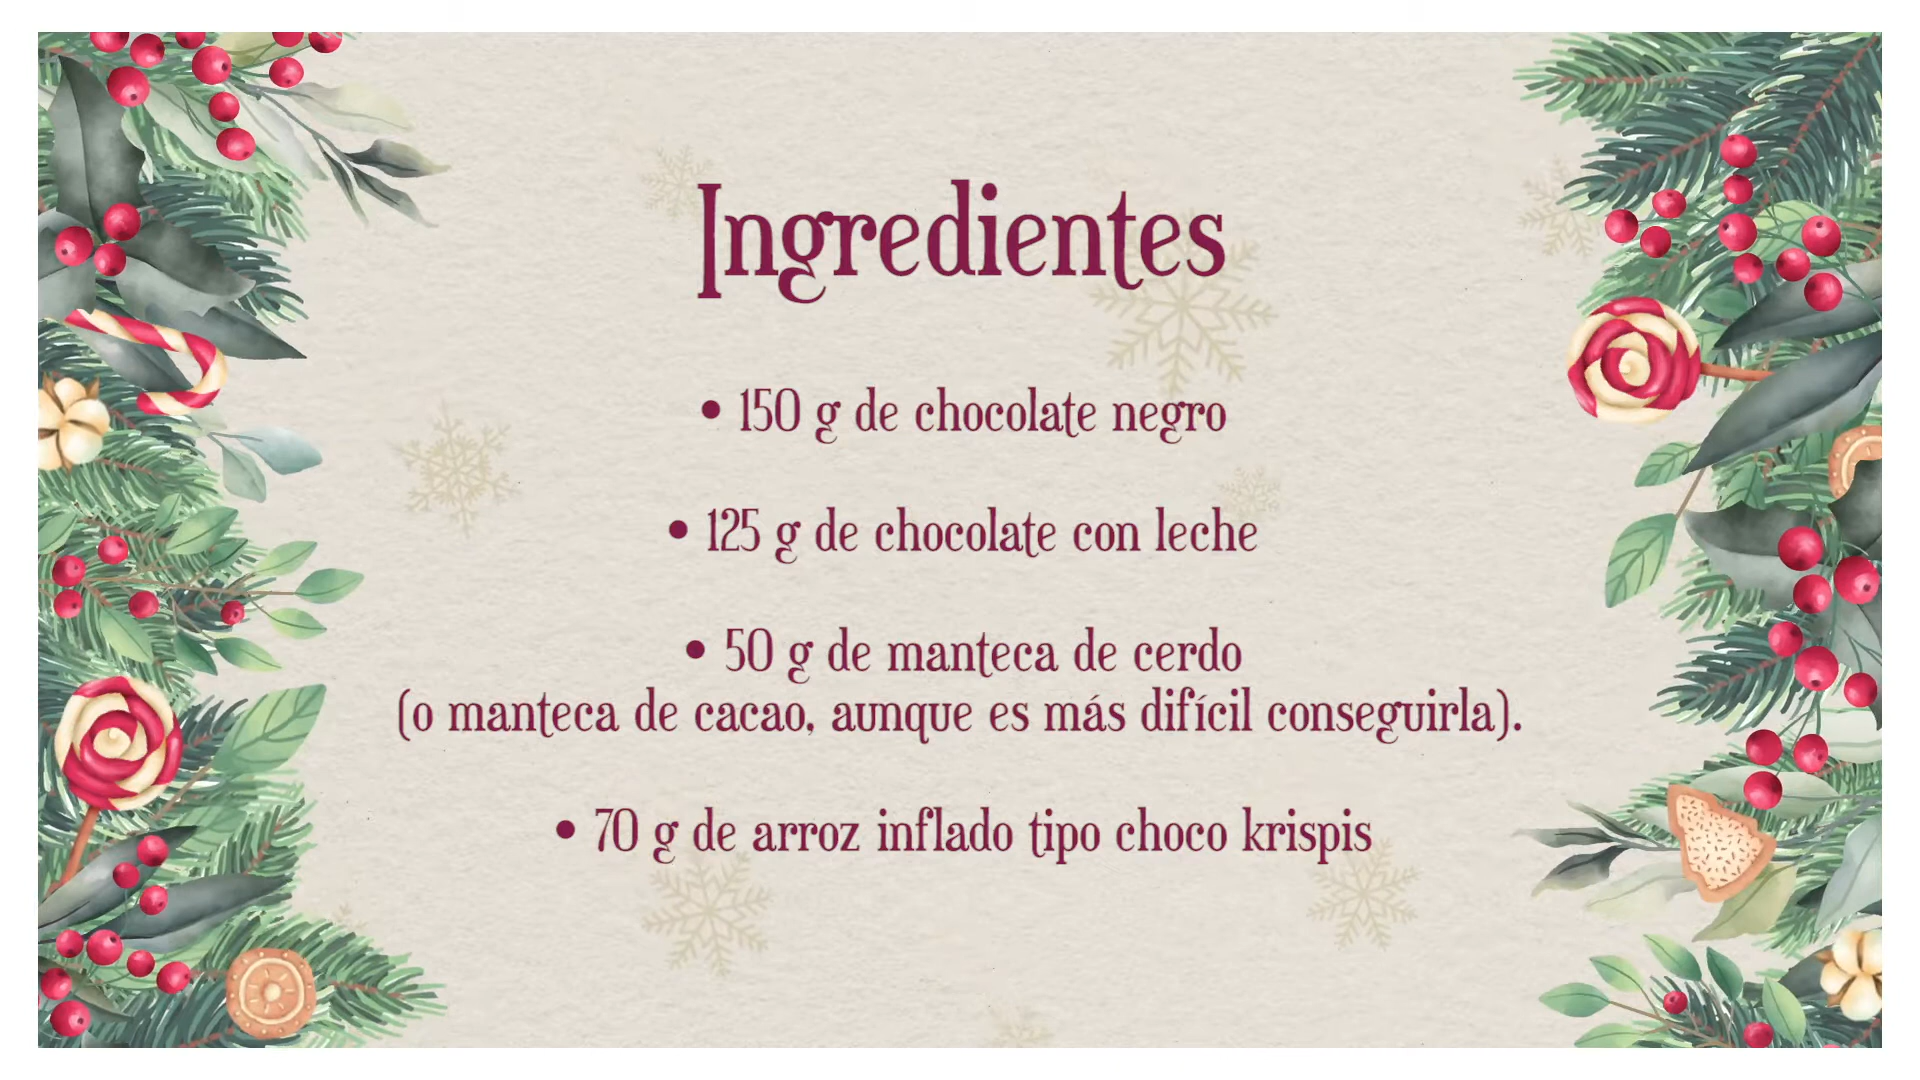 Ingredientes
• 150 g de chocolate negro
• 125 g de chocolate con leche
• 50 g de manteca de cerdo
(o manteca de cacao, aunque es más difícil conseguirla).
• 70 g de arroz inflado tipo choco krispis